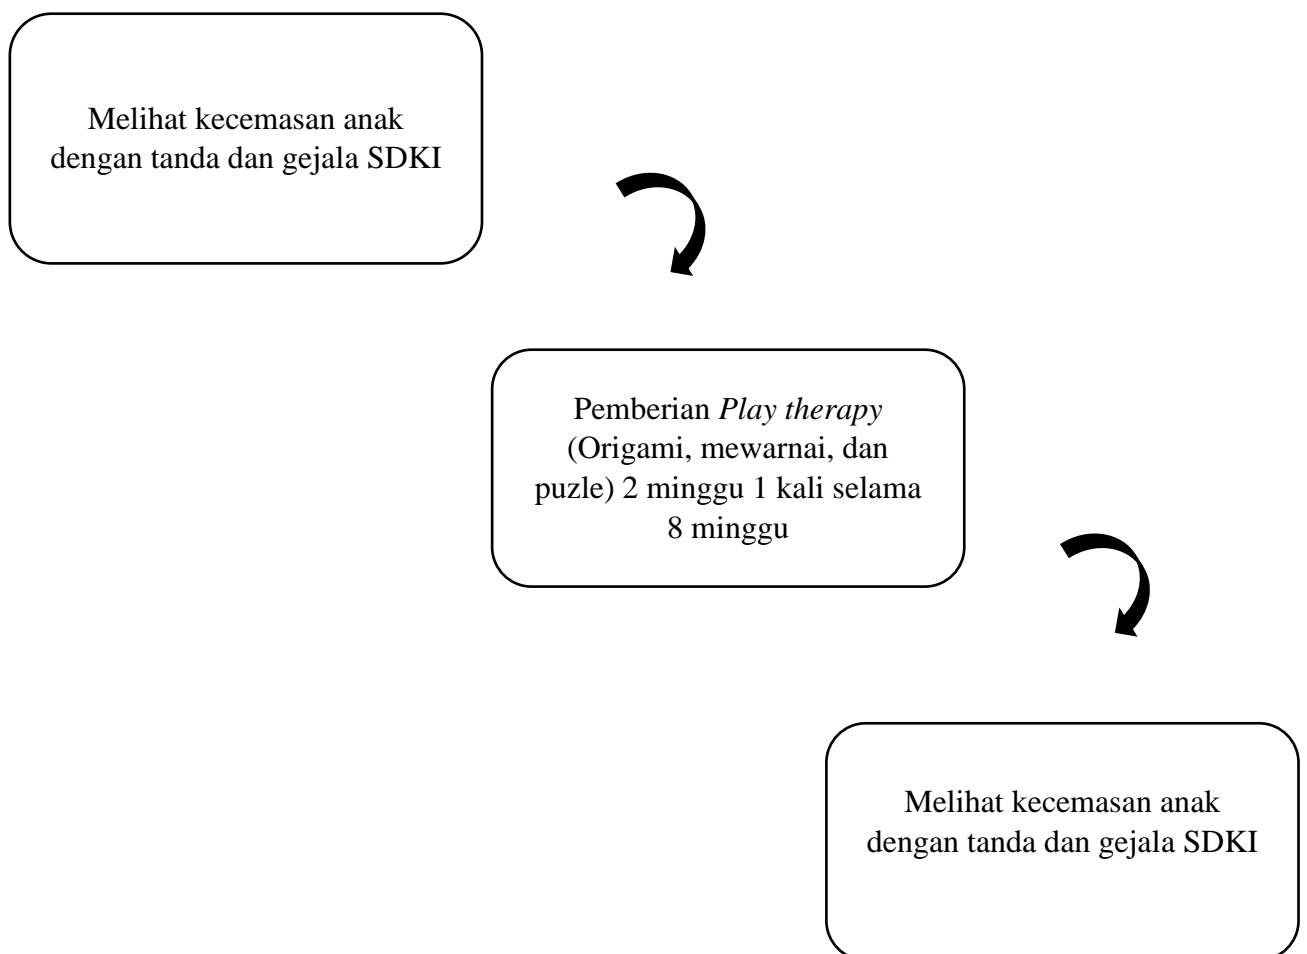 Melihat kecemasan anak
dengan tanda dan gejala SDKI
Pemberian Play therapy
(Origami, mewarnai, dan
puzle) 2 minggu 1 kali selama
8 minggu
Melihat kecemasan anak
dengan tanda dan gejala SDKI